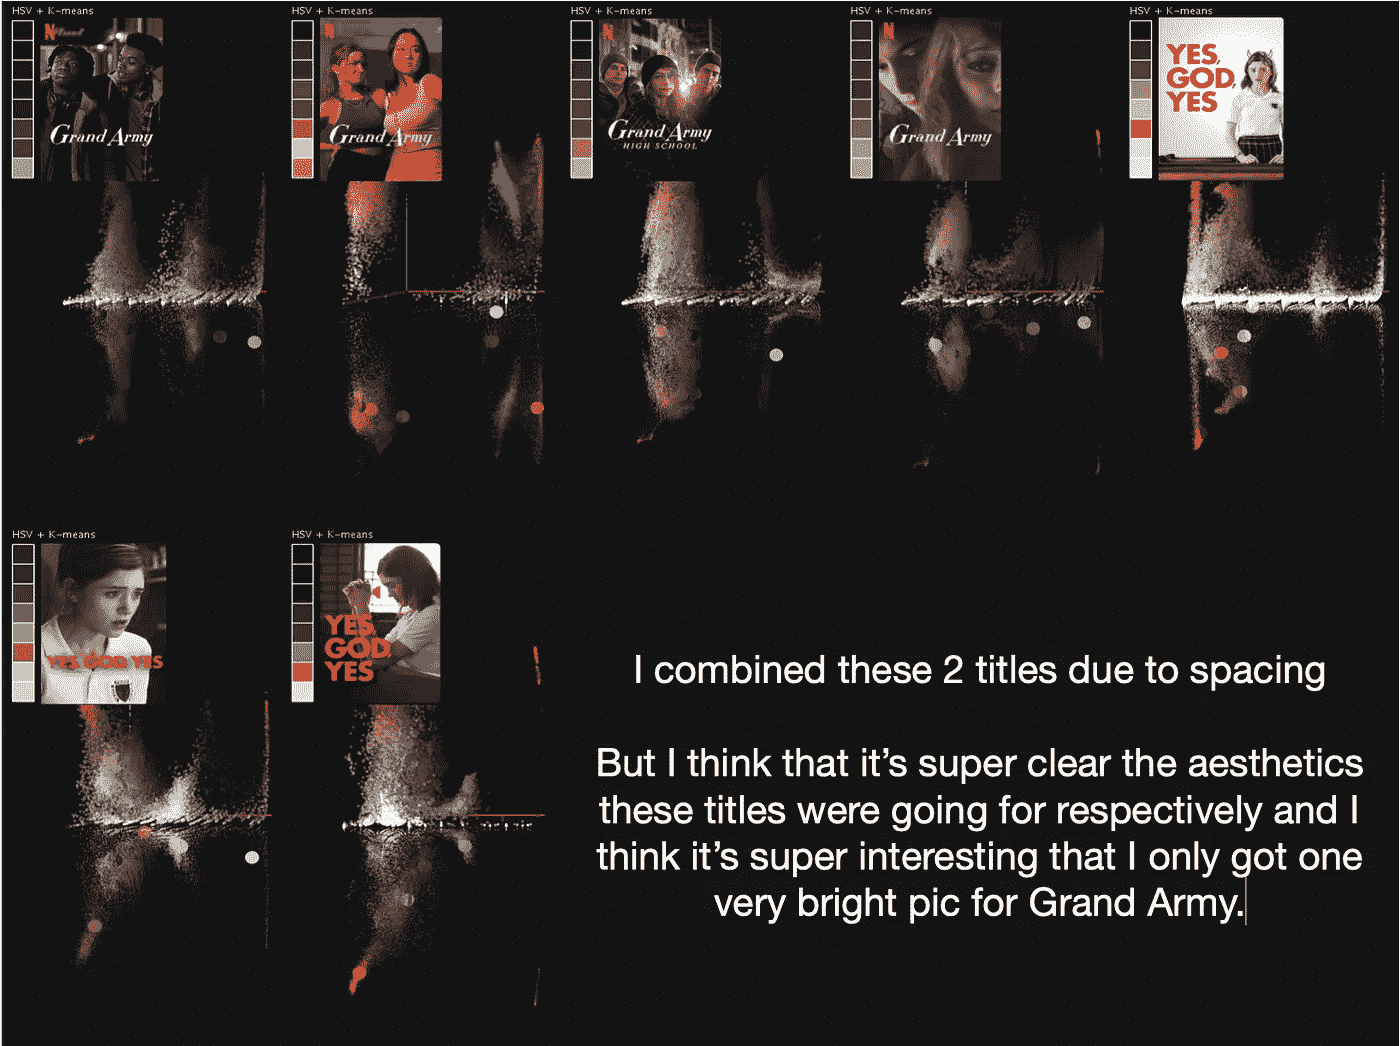 HSV + K-means
HSV + K-means
HSV + K-means
HSV + K-means
HSV + K-means
N
Grand Army
N
Grand Army
N
Grand Army
HIGH SCHOOL
N
Grand Army
YES,
GOD,
YES
HSV + K-means
HSV + K-means
YES, GOD, YES
YES,
GOD,
YES
I combined these 2 titles due to spacing
But I think that it’s super clear the aesthetics
these titles were going for respectively and I
think it’s super interesting that I only got one
very bright pic for Grand Army.